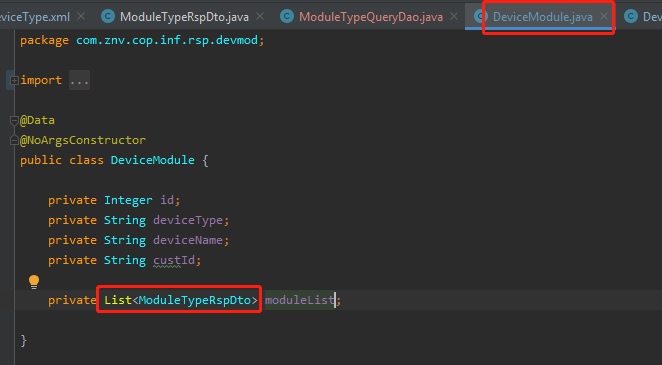 eviceType.xml × ModuleTypeRspDto.java × ModuleTypeQueryDao.java × DeviceModule.java × Dev
package com.znv.cop.inf.rsp.devmod;
import ...
@Data
@NoArgsConstructor
public class DeviceModule {
private Integer id;
private String deviceType;
private String deviceName;
private String custId;
private List<ModuleTypeRspDto> moduleList;
}